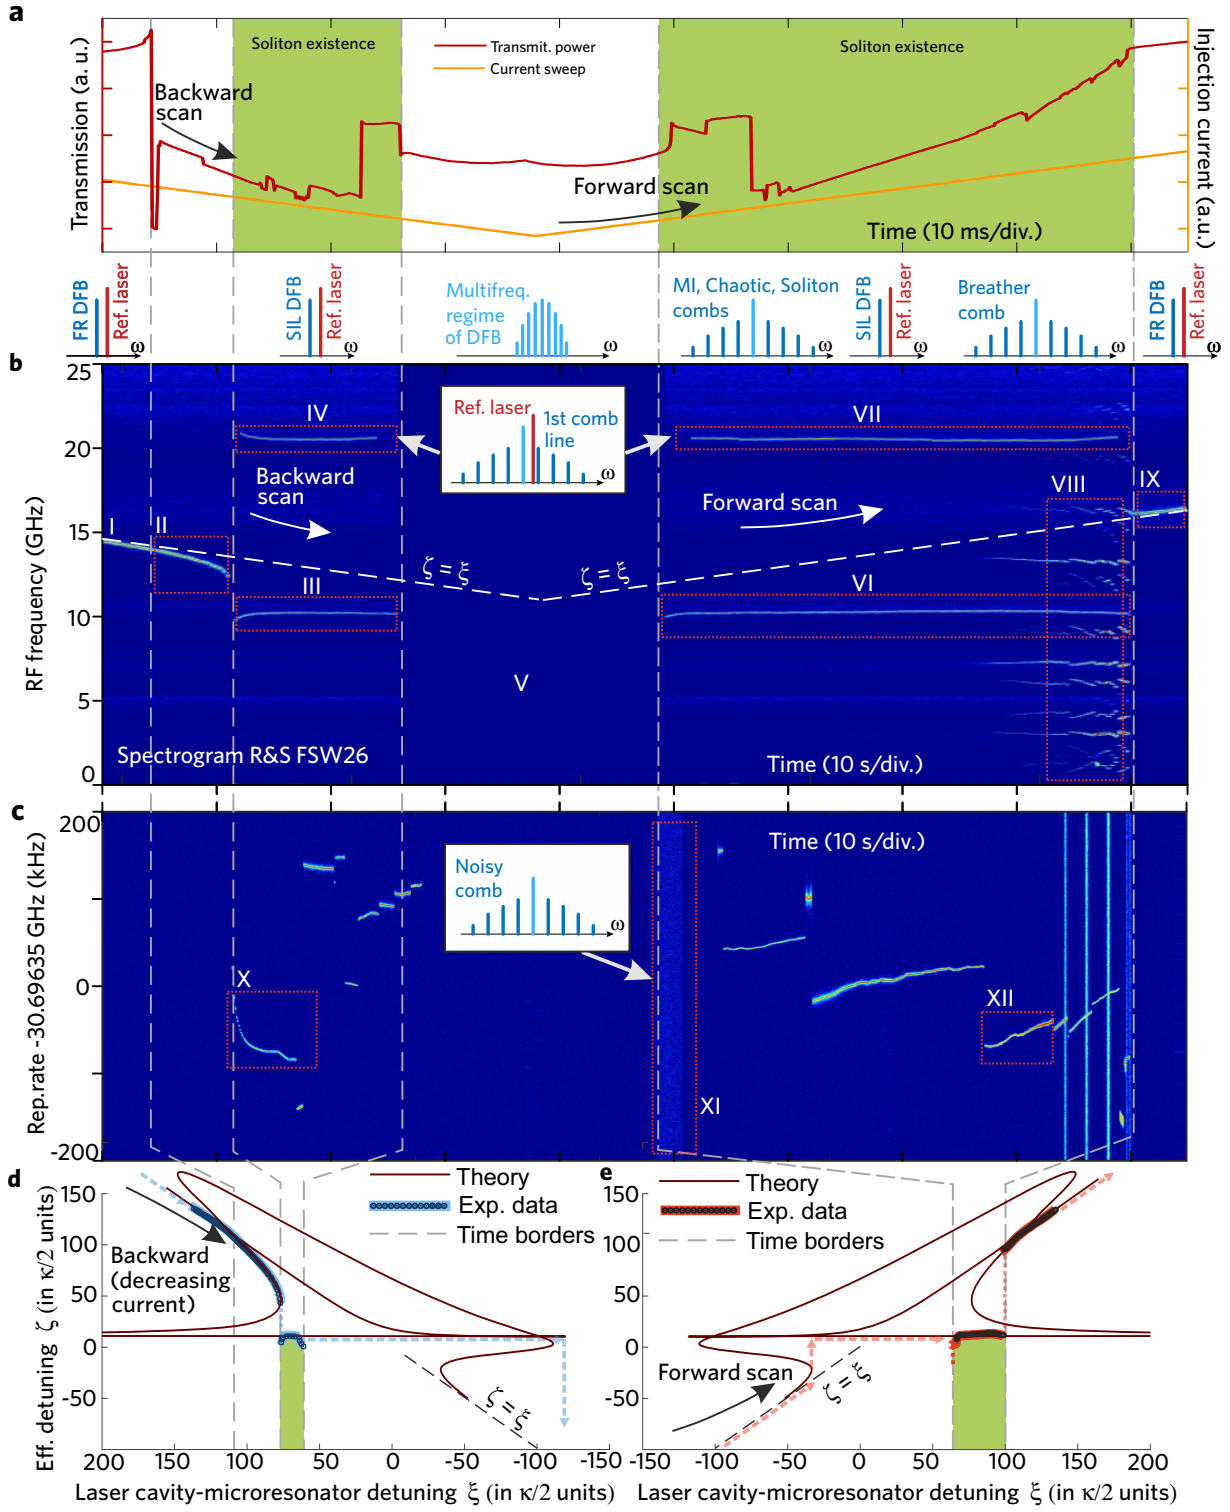 a
Transmission (a. u.)
Injection current
(a.u.)
Soliton existence
Transmit. power
Current sweep
Soliton existence
Backward
scan
Forward scan
Time (10 ms/div.)
FR DFB
Ref. laser
ω
SIL DFB
Ref. laser
ω
Multifreq.
regime
of DFB
ω
MI, Chaotic, Soliton
combs
ω
SIL DFB
Ref. laser
ω
Breather
comb
ω
FR DFB
Ref. laser
ω
b
RF frequency (GHz)
25
20
15
10
5
0
IV
Ref. laser
1st comb
line
ω
VII
Backward
scan
Forward scan
VIII
IX
I
II
ζ = ξ
ζ = ξ
III
VI
V
Spectrogram R&S FSW26
Time (10 s/div.)
c
Rep.rate -30.69635 GHz (kHz)
200
0
-200
Time (10 s/div.)
Noisy
comb
ω
X
XI
XII
d
Eff. detuning ζ (in κ/2 units)
150
100
50
0
-50
Theory
Exp. data
Time borders
Backward
(decreasing
current)
ζ = ξ
200
150
100
50
0
-50
-100
-150
Laser cavity-microresonator detuning ξ (in κ/2 units)
e
150
100
50
0
-50
Theory
Exp. data
Time borders
Forward scan
ζ = ξ
-150
-100
-50
0
50
100
150
200
Laser cavity-microresonator detuning ξ (in κ/2 units)